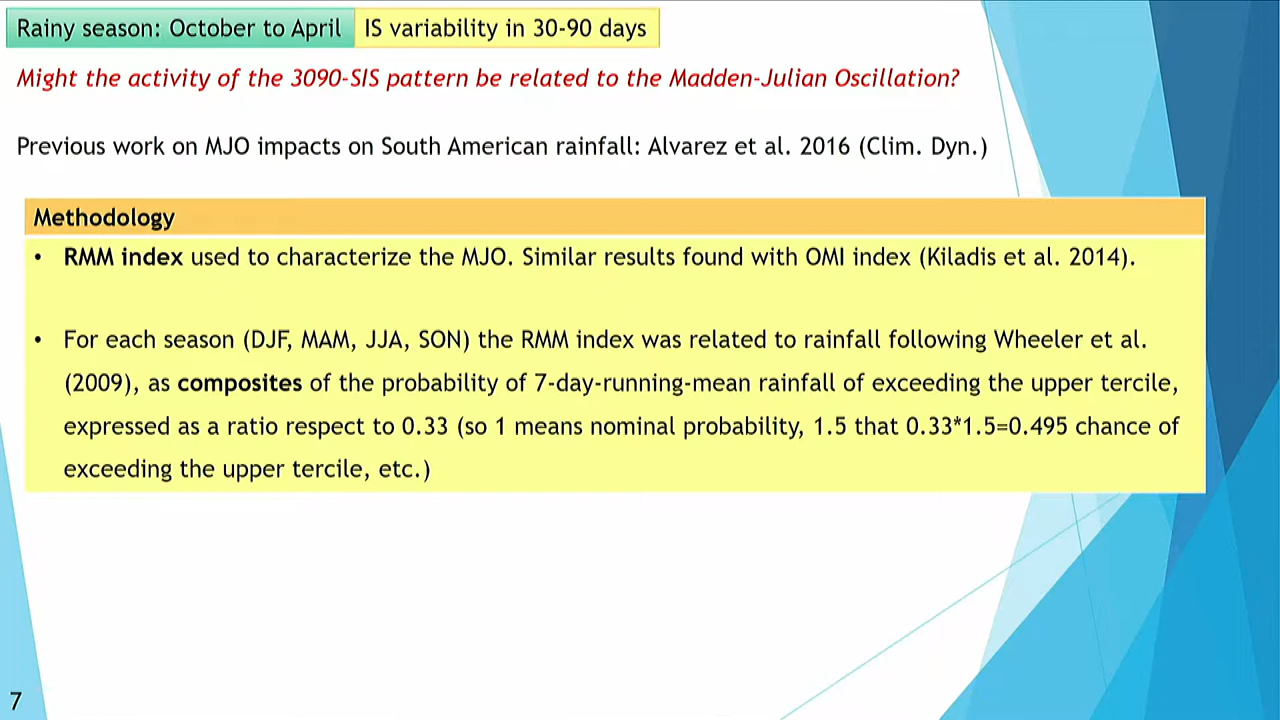 Rainy season: October to April IS variability in 30-90 days
Might the activity of the 3090-SIS pattern be related to the Madden-Julian Oscillation?
Previous work on MJO impacts on South American rainfall: Alvarez et al. 2016 (Clim. Dyn.)
Methodology
• RMM index used to characterize the MJO. Similar results found with OMI index (Kiladis et al. 2014).
• For each season (DJF, MAM, JJA, SON) the RMM index was related to rainfall following Wheeler et al.
(2009), as composites of the probability of 7-day-running-mean rainfall of exceeding the upper tercile,
expressed as a ratio respect to 0.33 (so 1 means nominal probability, 1.5 that 0.33*1.5=0.495 chance of
exceeding the upper tercile, etc.)
7